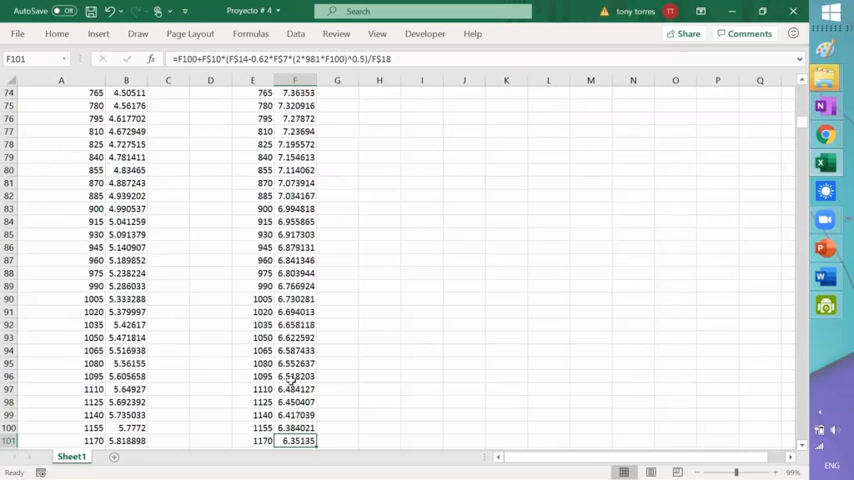 AutoSave Off Proyecto # 4 Search tony torres TT
File Home Insert Draw Page Layout Formulas Data Review View Developer Help Share Comments
F101 fx =F100+F$10*(F$14-0.62*F$7*(2*981*F100)^0.5)/F$18
A B C D E F G H I J K L M N O P Q
74 765 4.50511 765 7.36353
75 780 4.56176 780 7.320916
76 795 4.617702 795 7.27872
77 810 4.672949 810 7.23694
78 825 4.727515 825 7.195572
79 840 4.781411 840 7.154613
80 855 4.83465 855 7.114062
81 870 4.887243 870 7.073914
82 885 4.939202 885 7.034167
83 900 4.990537 900 6.994818
84 915 5.041259 915 6.955865
85 930 5.091379 930 6.917303
86 945 5.140907 945 6.879131
87 960 5.189852 960 6.841346
88 975 5.238224 975 6.803944
89 990 5.286033 990 6.766924
90 1005 5.333288 1005 6.730281
91 1020 5.379997 1020 6.694013
92 1035 5.42617 1035 6.658118
93 1050 5.471814 1050 6.622592
94 1065 5.516938 1065 6.587433
95 1080 5.56155 1080 6.552637
96 1095 5.605658 1095 6.518203
97 1110 5.64927 1110 6.484127
98 1125 5.692392 1125 6.450407
99 1140 5.735033 1140 6.417039
100 1155 5.7772 1155 6.384021
101 1170 5.818898 1170 6.35135
Sheet1
Ready 99%
ENG